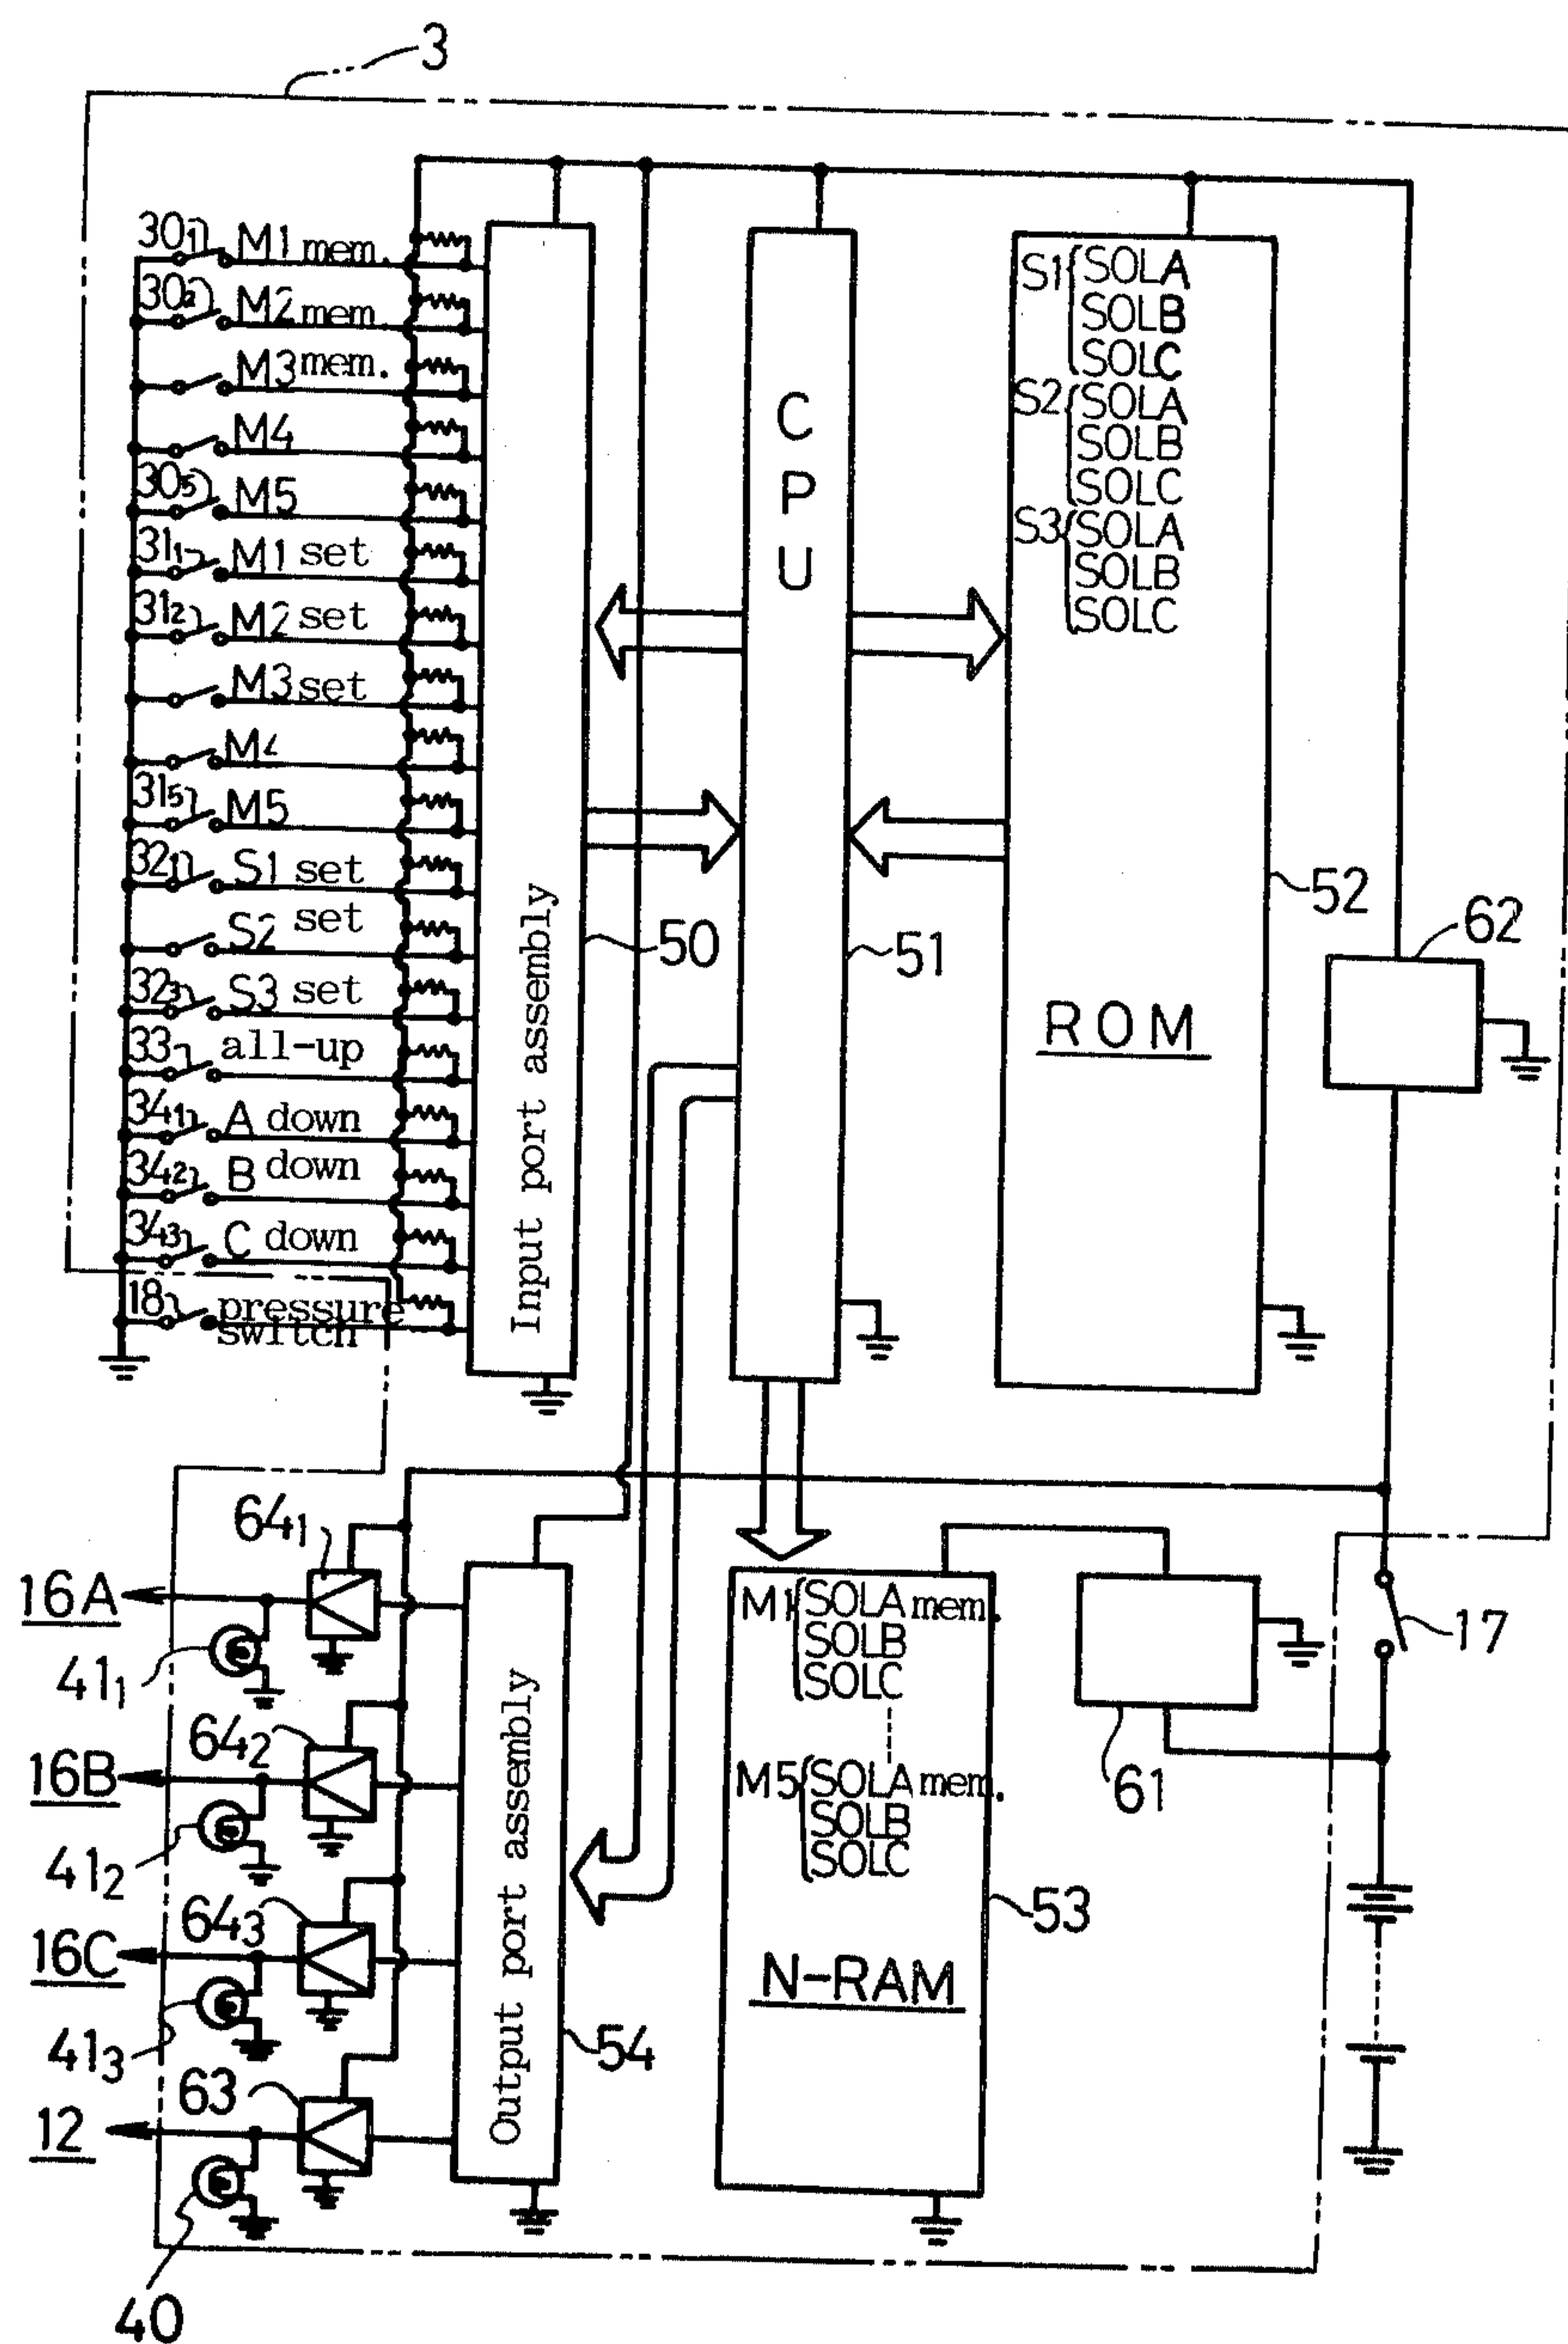 3
30₁ M1 mem.
30₂ M2 mem
M3 mem.
M4
30₅ M5
31₁ M1 set
31₂ M2 set
M3 set
M4
31₅ M5
32₁ S1 set
S2 set
32₃ S3 set
33 all-up
34₁ A down
34₂ B down
34₃ C down
18 pressure
switch
Input port assembly
50
CPU
51
S1 SOLA
SOLB
SOLC
S2 SOLA
SOLB
SOLC
S3 SOLA
SOLB
SOLC
ROM
52
62
64₁
16A
41₁
64₂
16B
41₂
64₃
16C
41₃
63
12
40
Output port assembly
54
M1 SOLA mem.
SOLB
SOLC
M5 SOLA mem.
SOLB
SOLC
N-RAM
53
61
17